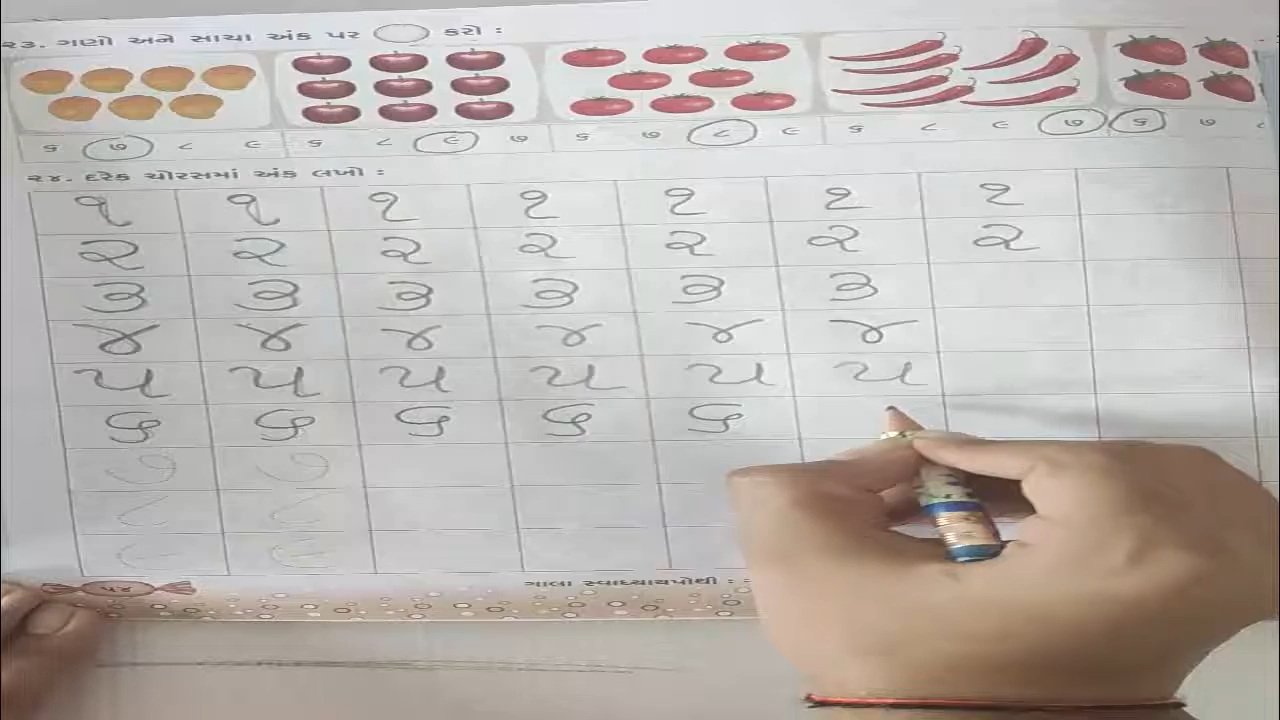 ૨૩. ગણો અને સાચા અંક પર કરો :
૬ ૭ ૮ ૯ ૬ ૮ ૯ ૭ ૬ ૭ ૮ ૯ ૬ ૮ ૯ ૭ ૬ ૭ ૮
૨૪. દરેક ચોરસમાં અંક લખો :
૧ ૧ ૧ ૧ ૧ ૧ ૧
૨ ૨ ૨ ૨ ૨ ૨ ૨
૩ ૩ ૩ ૩ ૩ ૩
૪ ૪ ૪ ૪ ૪ ૪
૫ ૫ ૫ ૫ ૫ ૫
૬ ૬ ૬ ૬ ૬
૭ ૭
૮ ૮
૯ ૯
૫૪ ગાલા સ્વાધ્યાયપોથી :